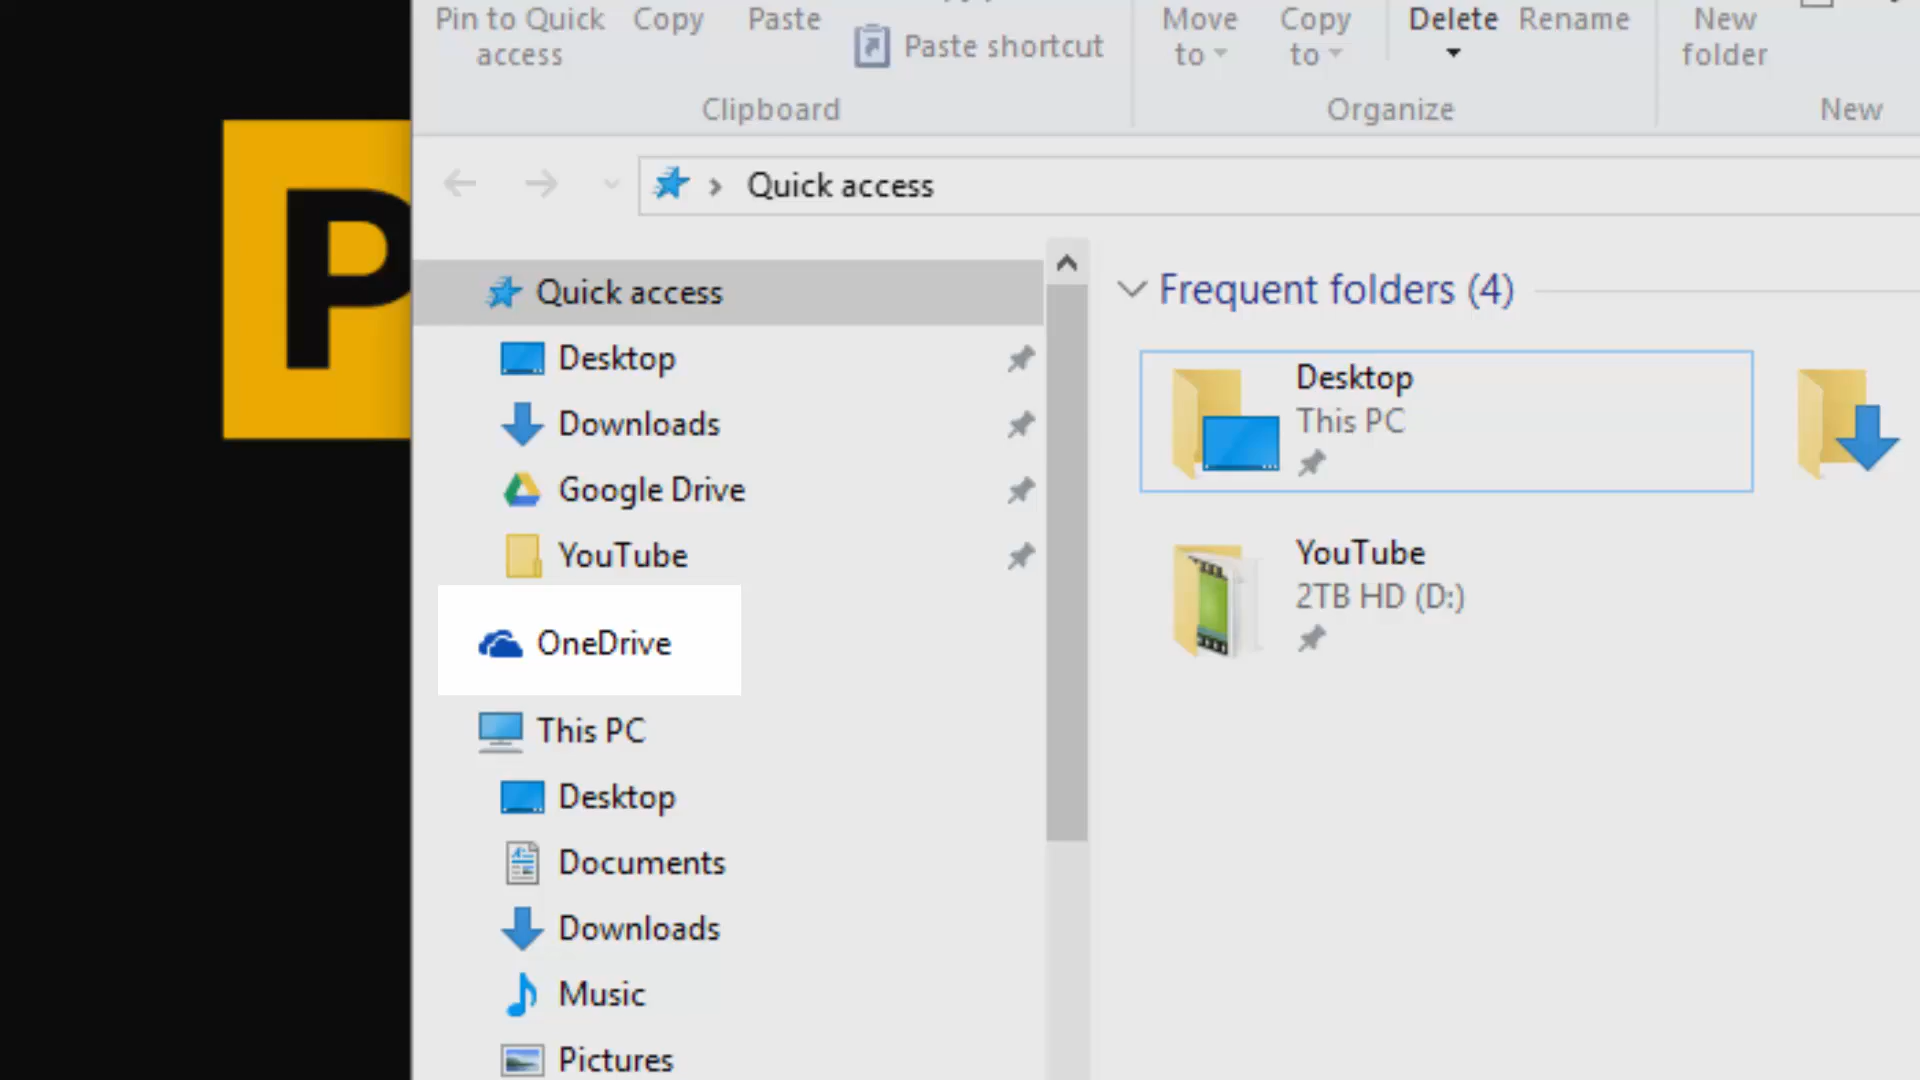 Pin to Quick
access
Copy
Paste
Paste shortcut
Move
to
Copy
to
Delete
Rename
New
folder
Clipboard
Organize
New
P
Quick access
Quick access
Desktop
Downloads
Google Drive
YouTube
OneDrive
This PC
Desktop
Documents
Downloads
Music
Pictures
Frequent folders (4)
Desktop
This PC
YouTube
2TB HD (D:)